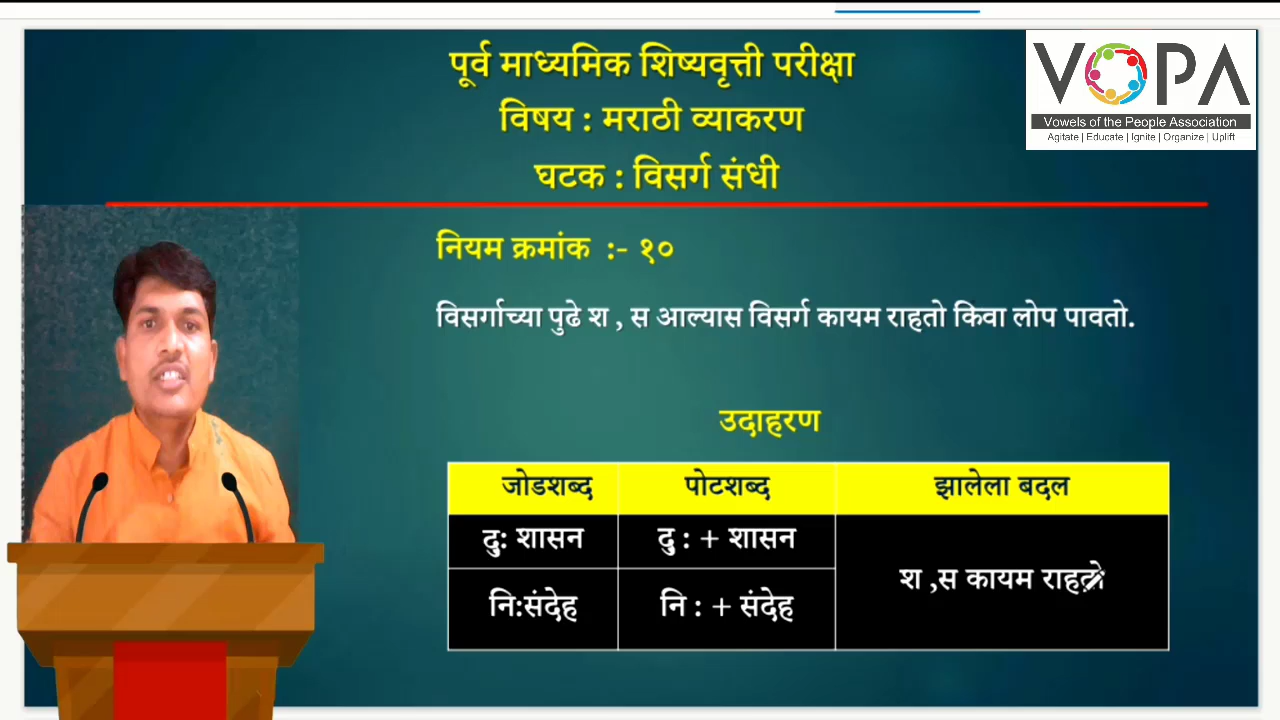 पूर्व माध्यमिक शिष्यवृत्ती परीक्षा
विषय : मराठी व्याकरण
घटक : विसर्ग संधी
VOPA
Vowels of the People Association
Agitate | Educate | Ignite | Organize | Uplift
नियम क्रमांक :- १०
विसर्गाच्या पुढे श , स आल्यास विसर्ग कायम राहतो किवा लोप पावतो.
उदाहरण
जोडशब्द पोटशब्द झालेला बदल
दु: शासन दु : + शासन
श ,स कायम राहतो
नि:संदेह नि : + संदेह